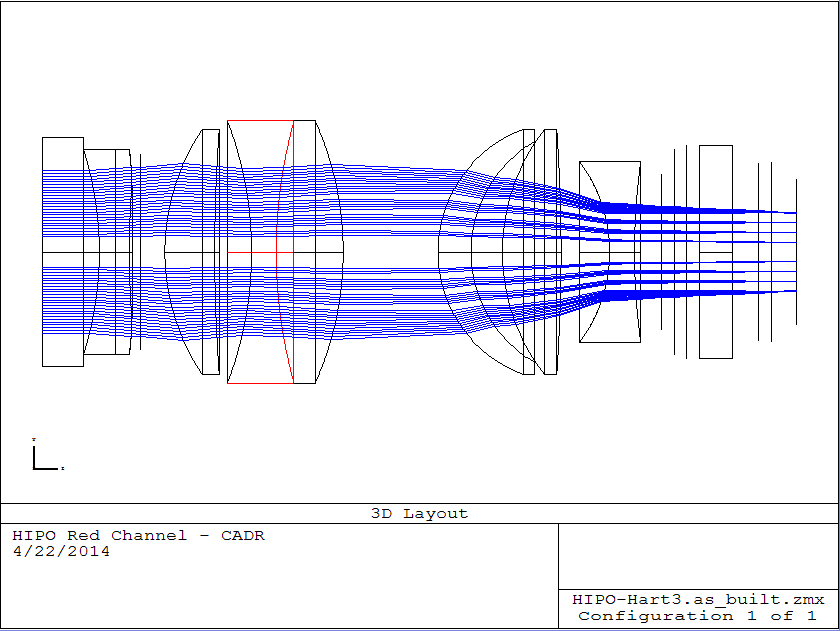 3D Layout
HIPO Red Channel - CADR
4/22/2014
HIPO-Hart3.as_built.zmx
Configuration 1 of 1